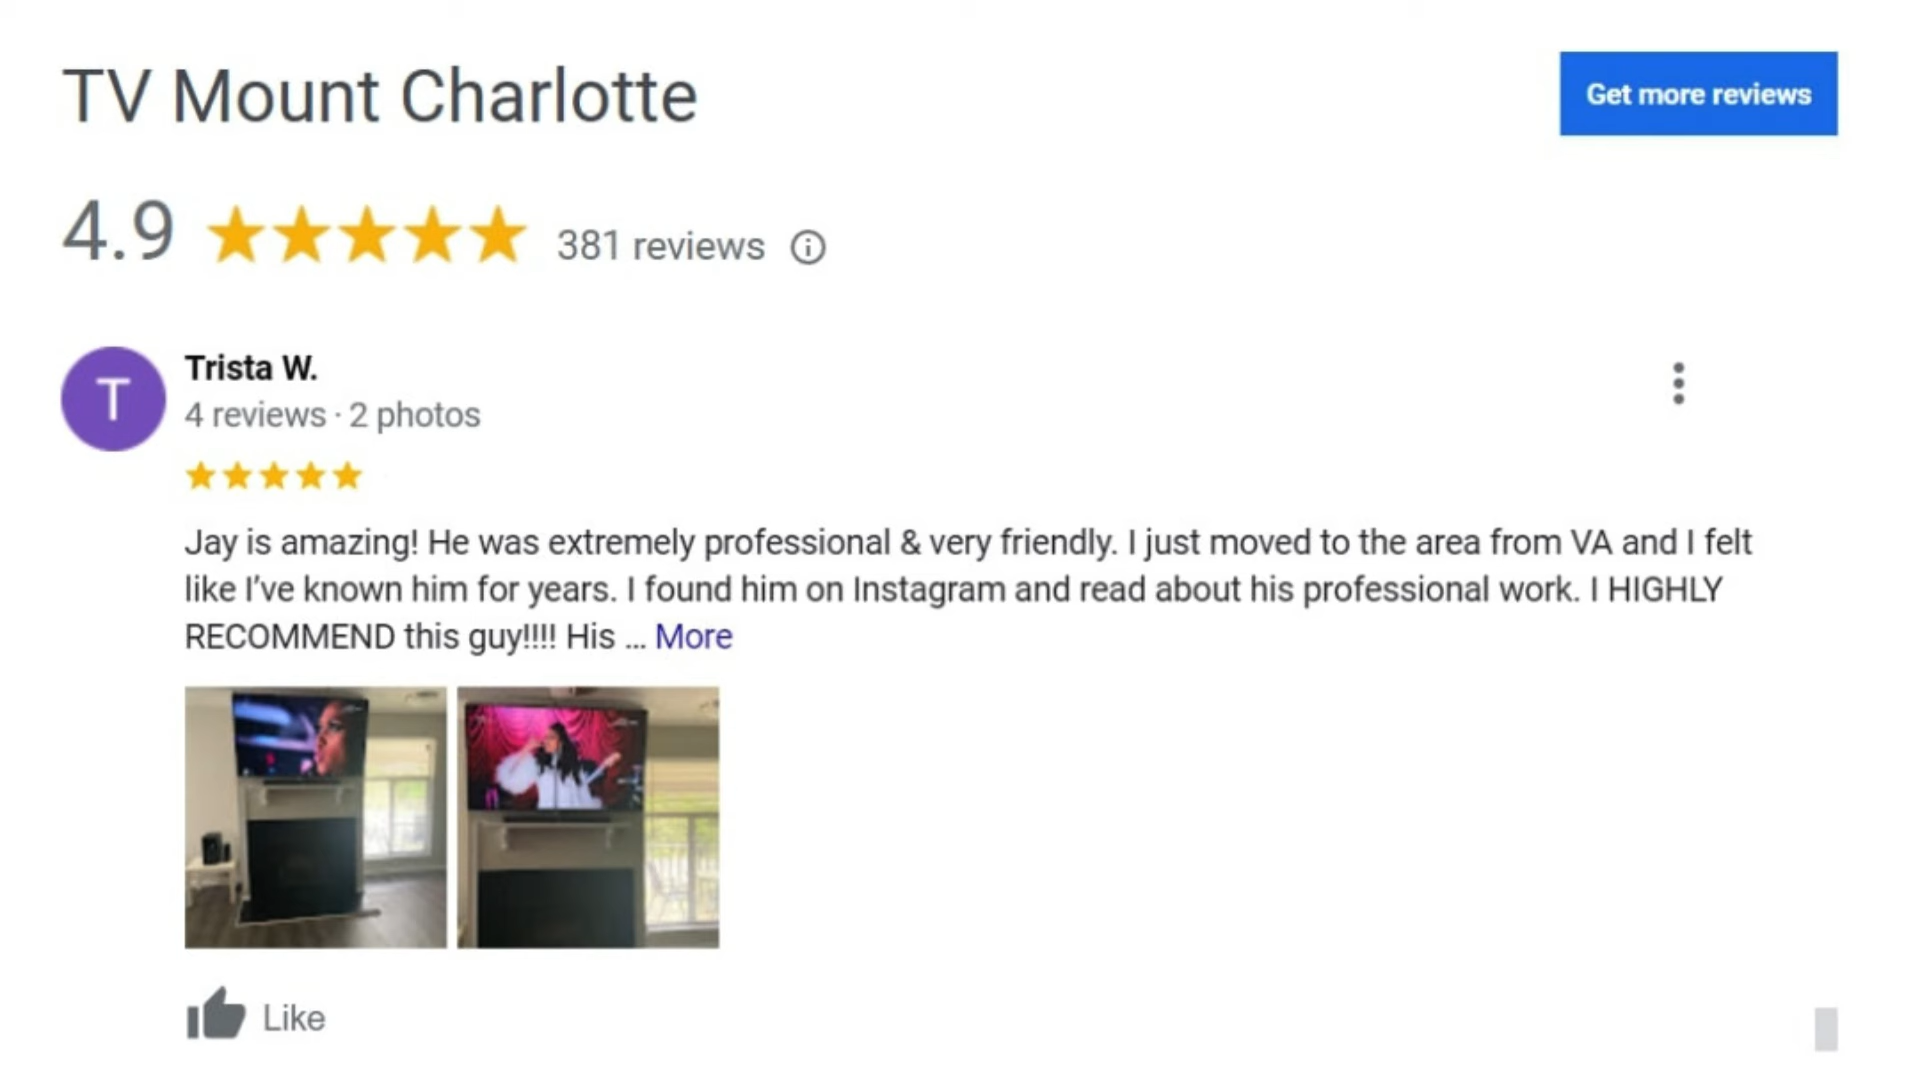 TV Mount Charlotte
Get more reviews
4.9
381 reviews
T
Trista W.
4 reviews · 2 photos
Jay is amazing! He was extremely professional & very friendly. I just moved to the area from VA and I felt
like I’ve known him for years. I found him on Instagram and read about his professional work. I HIGHLY
RECOMMEND this guy!!!! His ... More
Like